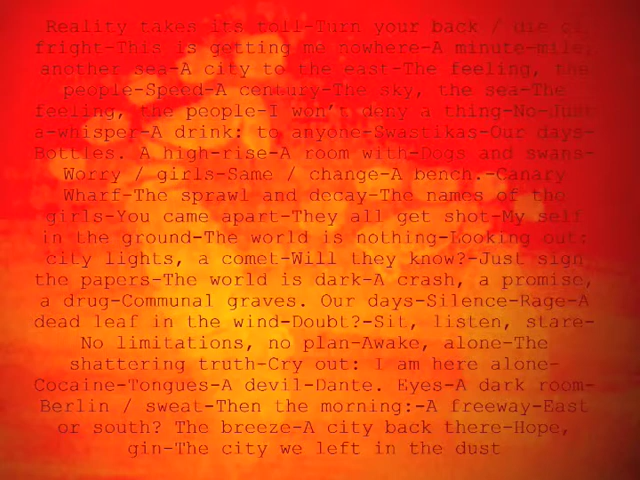 Reality takes its toll-Turn your back / die of
fright-This is getting me nowhere-A minute-mile,
another sea-A city to the east-The feeling, the
people-Speed-A century-The sky, the sea-The
feeling, the people-I won't deny a thing-No-Just
a-whisper-A drink: to anyone-Swastikas-Our days-
Bottles. A high-rise-A room with-Dogs and swans-
Worry / girls-Same / change-A bench.-Canary
Wharf-The sprawl and decay-The names of the
girls-You came apart-They all get shot-My self
in the ground-The world is nothing-Looking out:
city lights, a comet-Will they know?-Just sign
the papers-The world is dark-A crash, a promise,
a drug-Communal graves. Our days-Silence-Rage-A
dead leaf in the wind-Doubt?-Sit, listen, stare-
No limitations, no plan-Awake, alone-The
shattering truth-Cry out: I am here alone-
Cocaine-Tongues-A devil-Dante. Eyes-A dark room-
Berlin / sweat-Then the morning:-A freeway-East
or south? The breeze-A city back there-Hope,
gin-The city we left in the dust